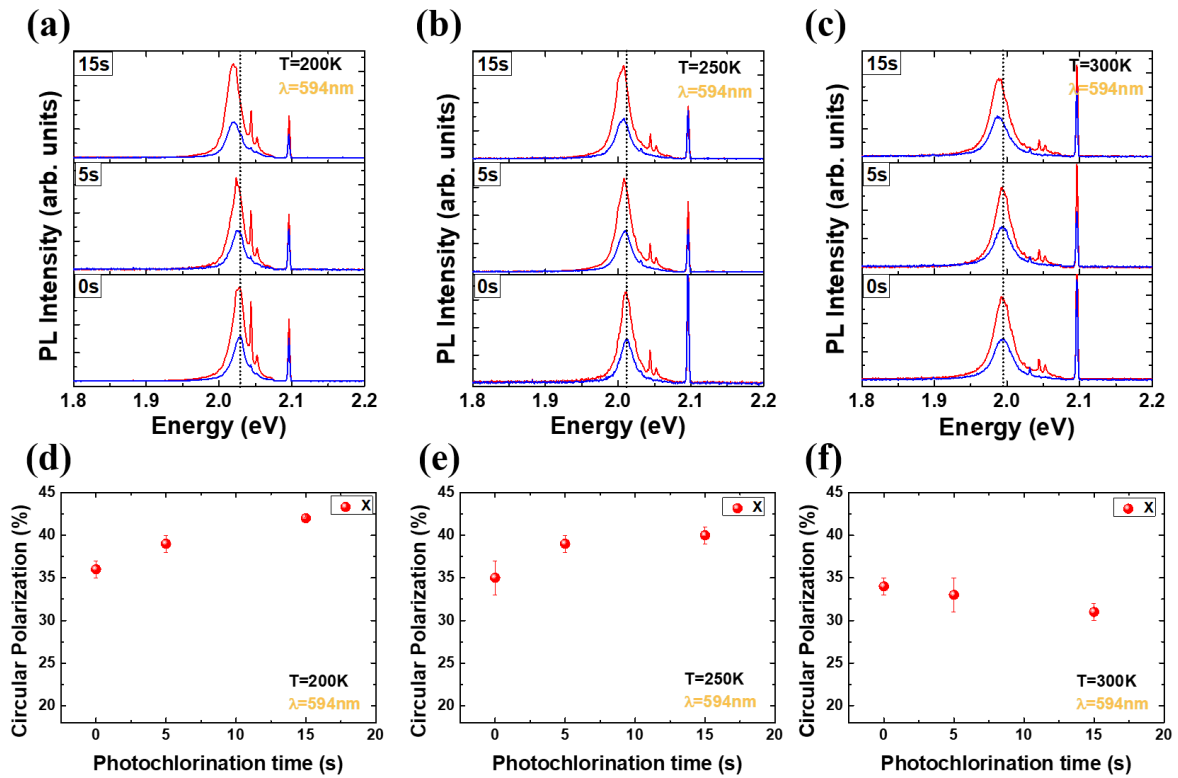 (a)
(b)
(c)
PL Intensity (arb. units)
15s
T=200K
λ=594nm
5s
0s
1.8 1.9 2.0 2.1 2.2
Energy (eV)
PL Intensity (arb. units)
15s
T=250K
λ=594nm
5s
0s
1.8 1.9 2.0 2.1 2.2
Energy (eV)
PL Intensity (arb. units)
15s
T=300K
λ=594nm
5s
0s
1.8 1.9 2.0 2.1 2.2
Energy (eV)
(d)
(e)
(f)
Circular Polarization (%)
45
40
35
30
25
20
X
T=200K
λ=594nm
0 5 10 15 20
Photochlorination time (s)
Circular Polarization (%)
45
40
35
30
25
20
X
T=250K
λ=594nm
0 5 10 15 20
Photochlorination time (s)
Circular Polarization (%)
45
40
35
30
25
20
X
T=300K
λ=594nm
0 5 10 15 20
Photochlorination time (s)